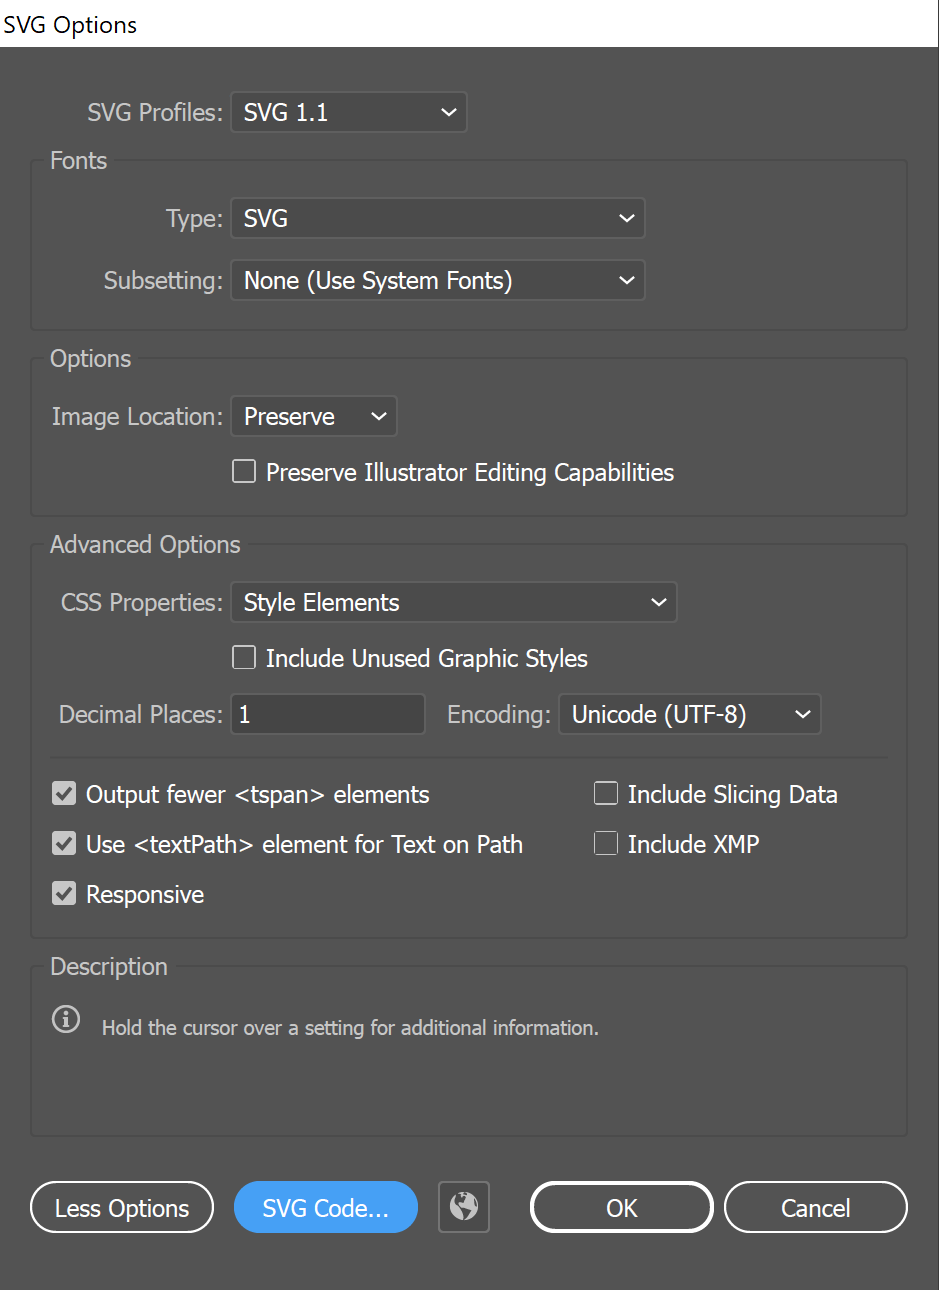 SVG Options
SVG Profiles: SVG 1.1
Fonts
Type: SVG
Subsetting: None (Use System Fonts)
Options
Image Location: Preserve
Preserve Illustrator Editing Capabilities
Advanced Options
CSS Properties: Style Elements
Include Unused Graphic Styles
Decimal Places: 1 Encoding: Unicode (UTF-8)
Output fewer <tspan> elements Include Slicing Data
Use <textPath> element for Text on Path Include XMP
Responsive
Description
Hold the cursor over a setting for additional information.
Less Options SVG Code... OK Cancel